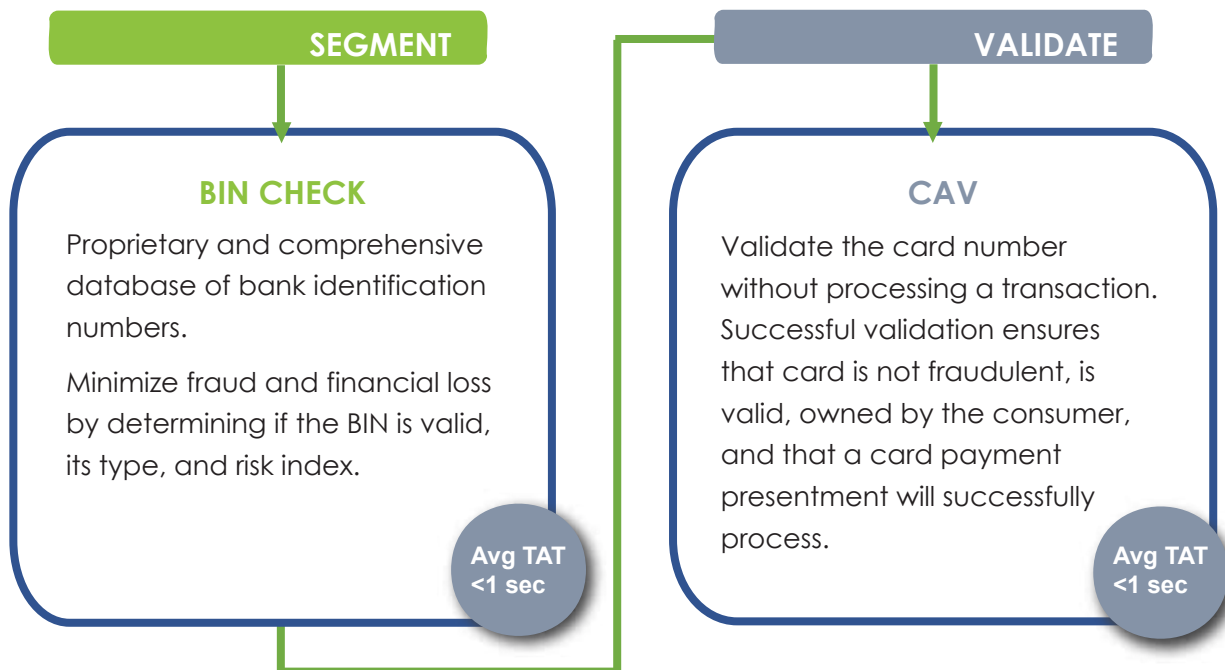 SEGMENT
BIN CHECK
Proprietary and comprehensive
database of bank identification
numbers.
Minimize fraud and financial loss
by determining if the BIN is valid,
its type, and risk index.
Avg TAT
<1 sec
VALIDATE
CAV
Validate the card number
without processing a transaction.
Successful validation ensures
that card is not fraudulent, is
valid, owned by the consumer,
and that a card payment
presentment will successfully
process.
Avg TAT
<1 sec